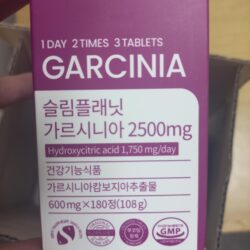 1 DAY 2 TIMES 3 TABLETS
GARCINIA
슬림플래닛
가르시니아 2500mg
Hydroxycitric acid 1,750 mg/day
건강기능식품
가르시니아캄보지아추출물
600mg×180정(108g)
GMP